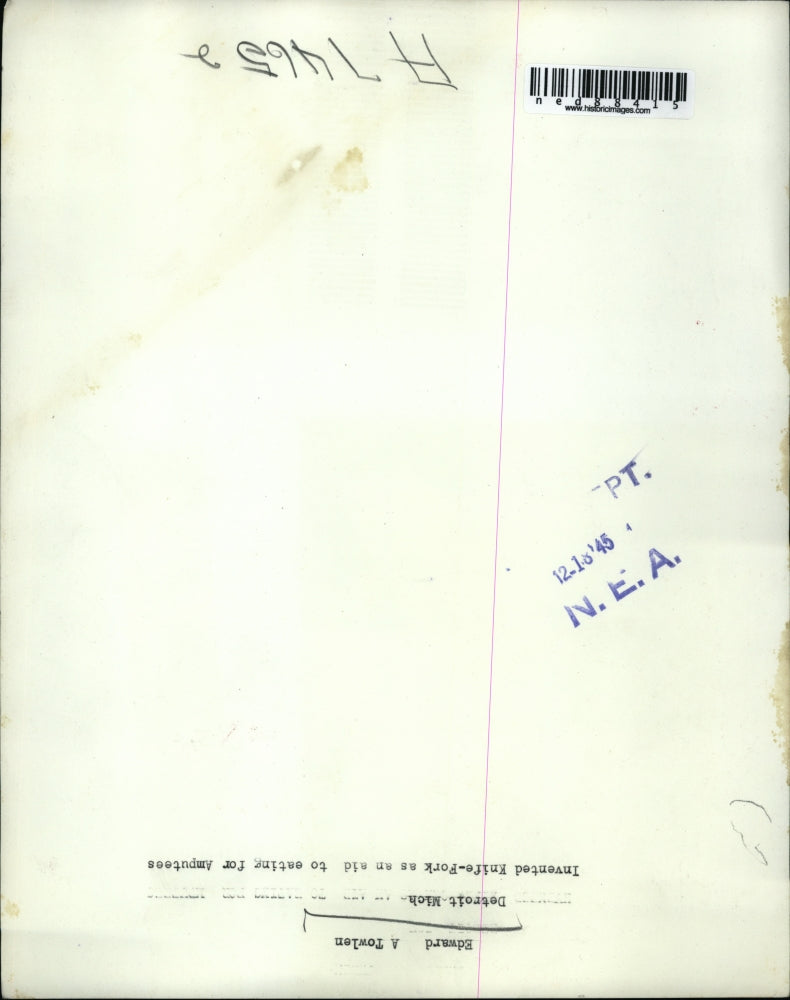 ned88415
www.historicimages.com
PT.
12-18'45
N.E.A.
Edward A Towlen
Detroit Mich
Invented Knife-Fork as an aid to eating for Amputees